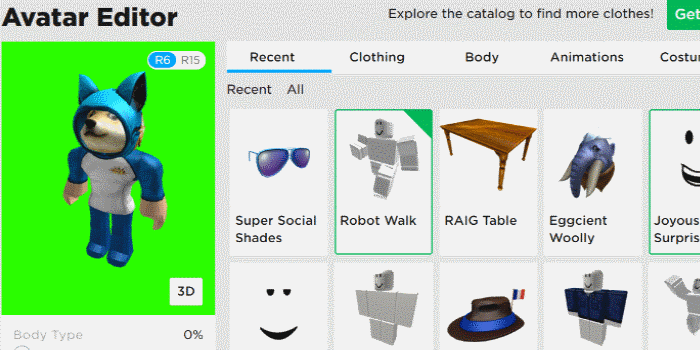 Avatar Editor
Explore the catalog to find more clothes!
Get
R6 R15
Recent Clothing Body Animations Costu
Recent All
Super Social
Shades
Robot Walk
RAIG Table
Eggcient
Woolly
Joyous
Surpris
3D
Body Type 0%